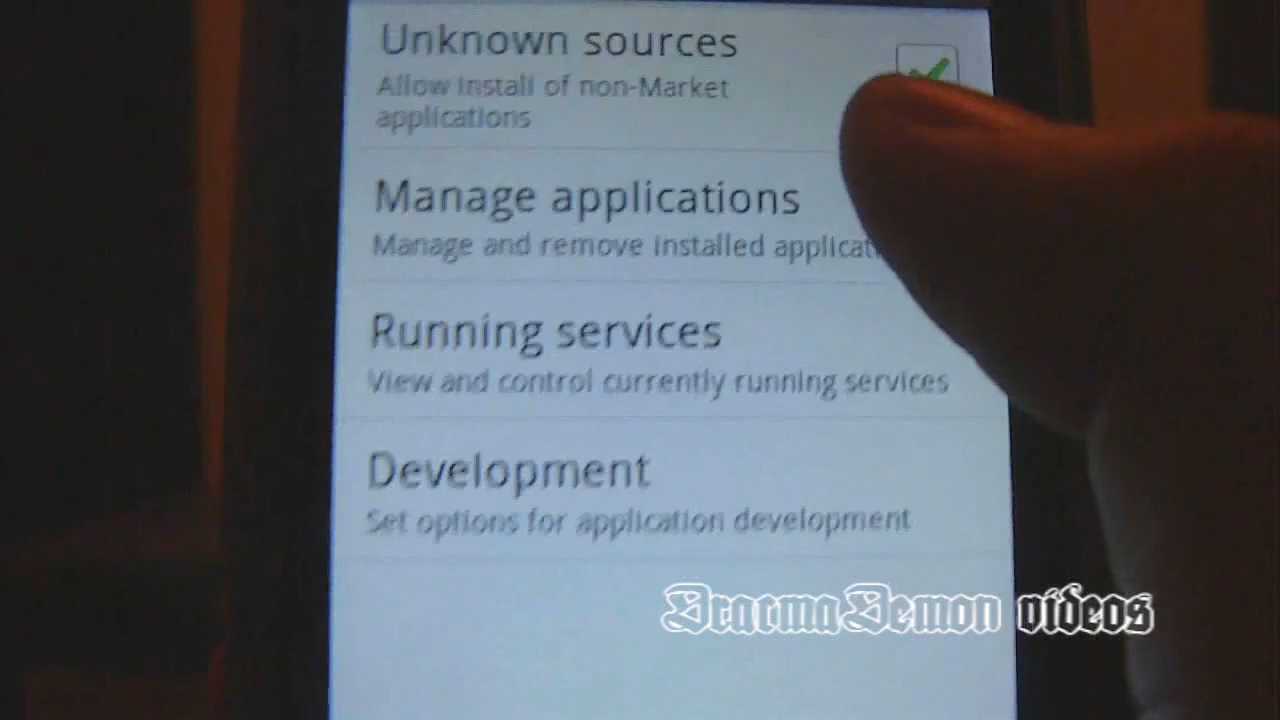 Unknown sources
Allow install of non-Market
applications
Manage applications
Manage and remove installed
Running services
View and control currently running services
Development
Set options for application development
DracmaDemon videos